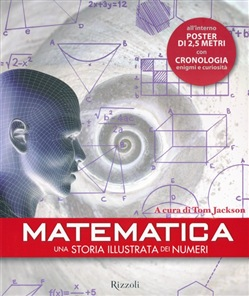 all'interno
POSTER
DI 2,5 METRI
con
CRONOLOGIA
enigmi e curiosità
A cura di Tom Jackson
MATEMATICA
UNA STORIA ILLUSTRATA DEI NUMERI
Rizzoli